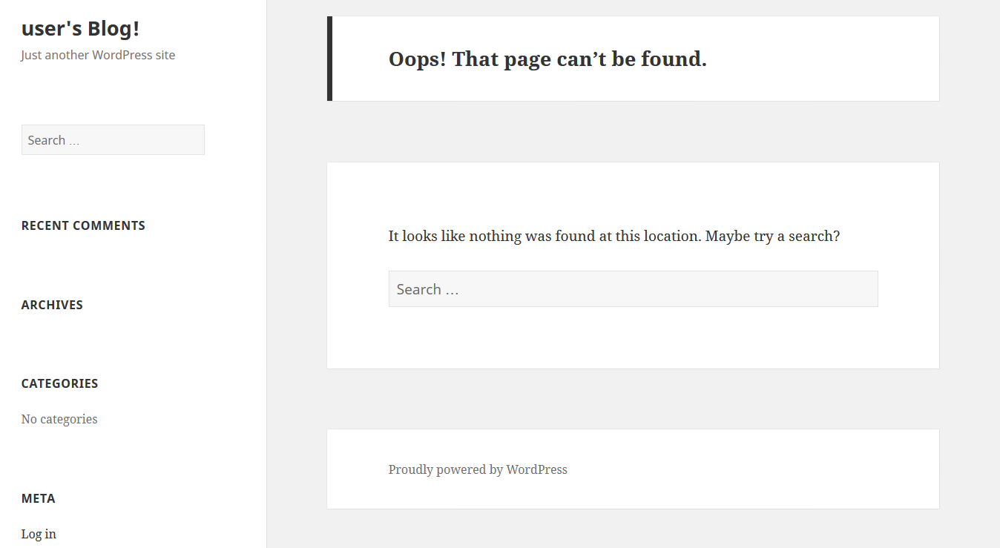 user's Blog!
Just another WordPress site
Search …
RECENT COMMENTS
ARCHIVES
CATEGORIES
No categories
META
Log in
Oops! That page can’t be found.
It looks like nothing was found at this location. Maybe try a search?
Search …
Proudly powered by WordPress